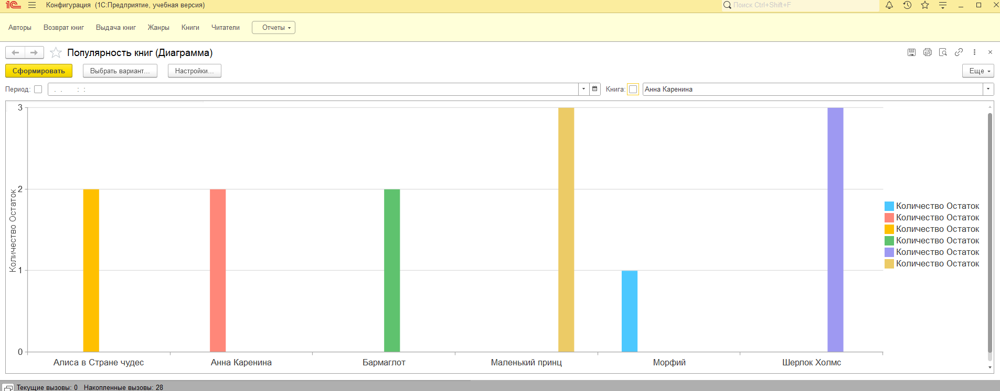 1С Конфигурация (1С:Предприятие, учебная версия) Поиск Ctrl+Shift+F
Авторы Возврат книг Выдача книг Жанры Книги Читатели Отчеты
Популярность книг (Диаграмма)
Сформировать Выбрать вариант... Настройки... Еще
Период: . . : : Книга: Анна Каренина
Количество Остаток
3
2
1
0
Алиса в Стране чудес Анна Каренина Бармаглот Маленький принц Морфий Шерлок Холмс
Количество Остаток
Количество Остаток
Количество Остаток
Количество Остаток
Количество Остаток
Количество Остаток
Текущие вызовы: 0 Накопленные вызовы: 28